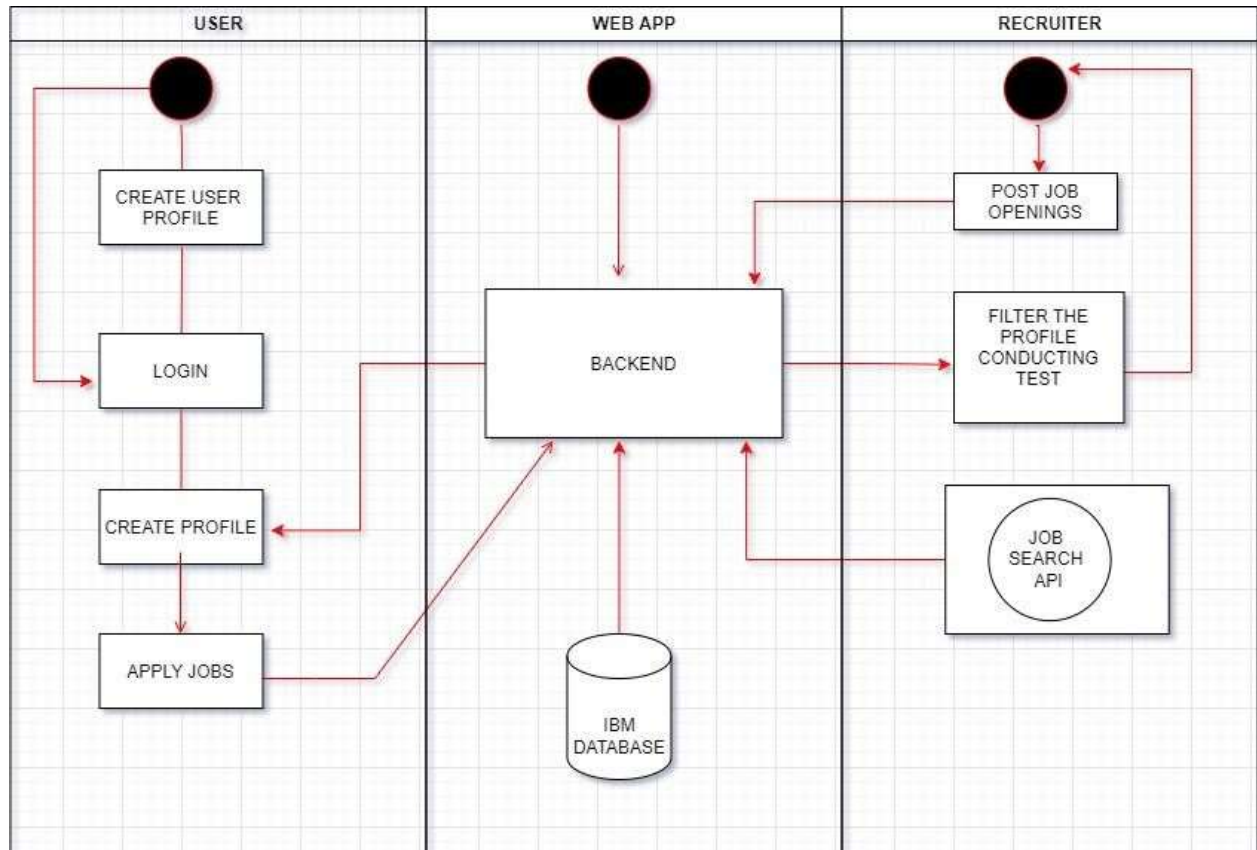 USER
WEB APP
RECRUITER
CREATE USER
PROFILE
LOGIN
CREATE PROFILE
APPLY JOBS
BACKEND
IBM
DATABASE
POST JOB
OPENINGS
FILTER THE
PROFILE
CONDUCTING
TEST
JOB
SEARCH
API